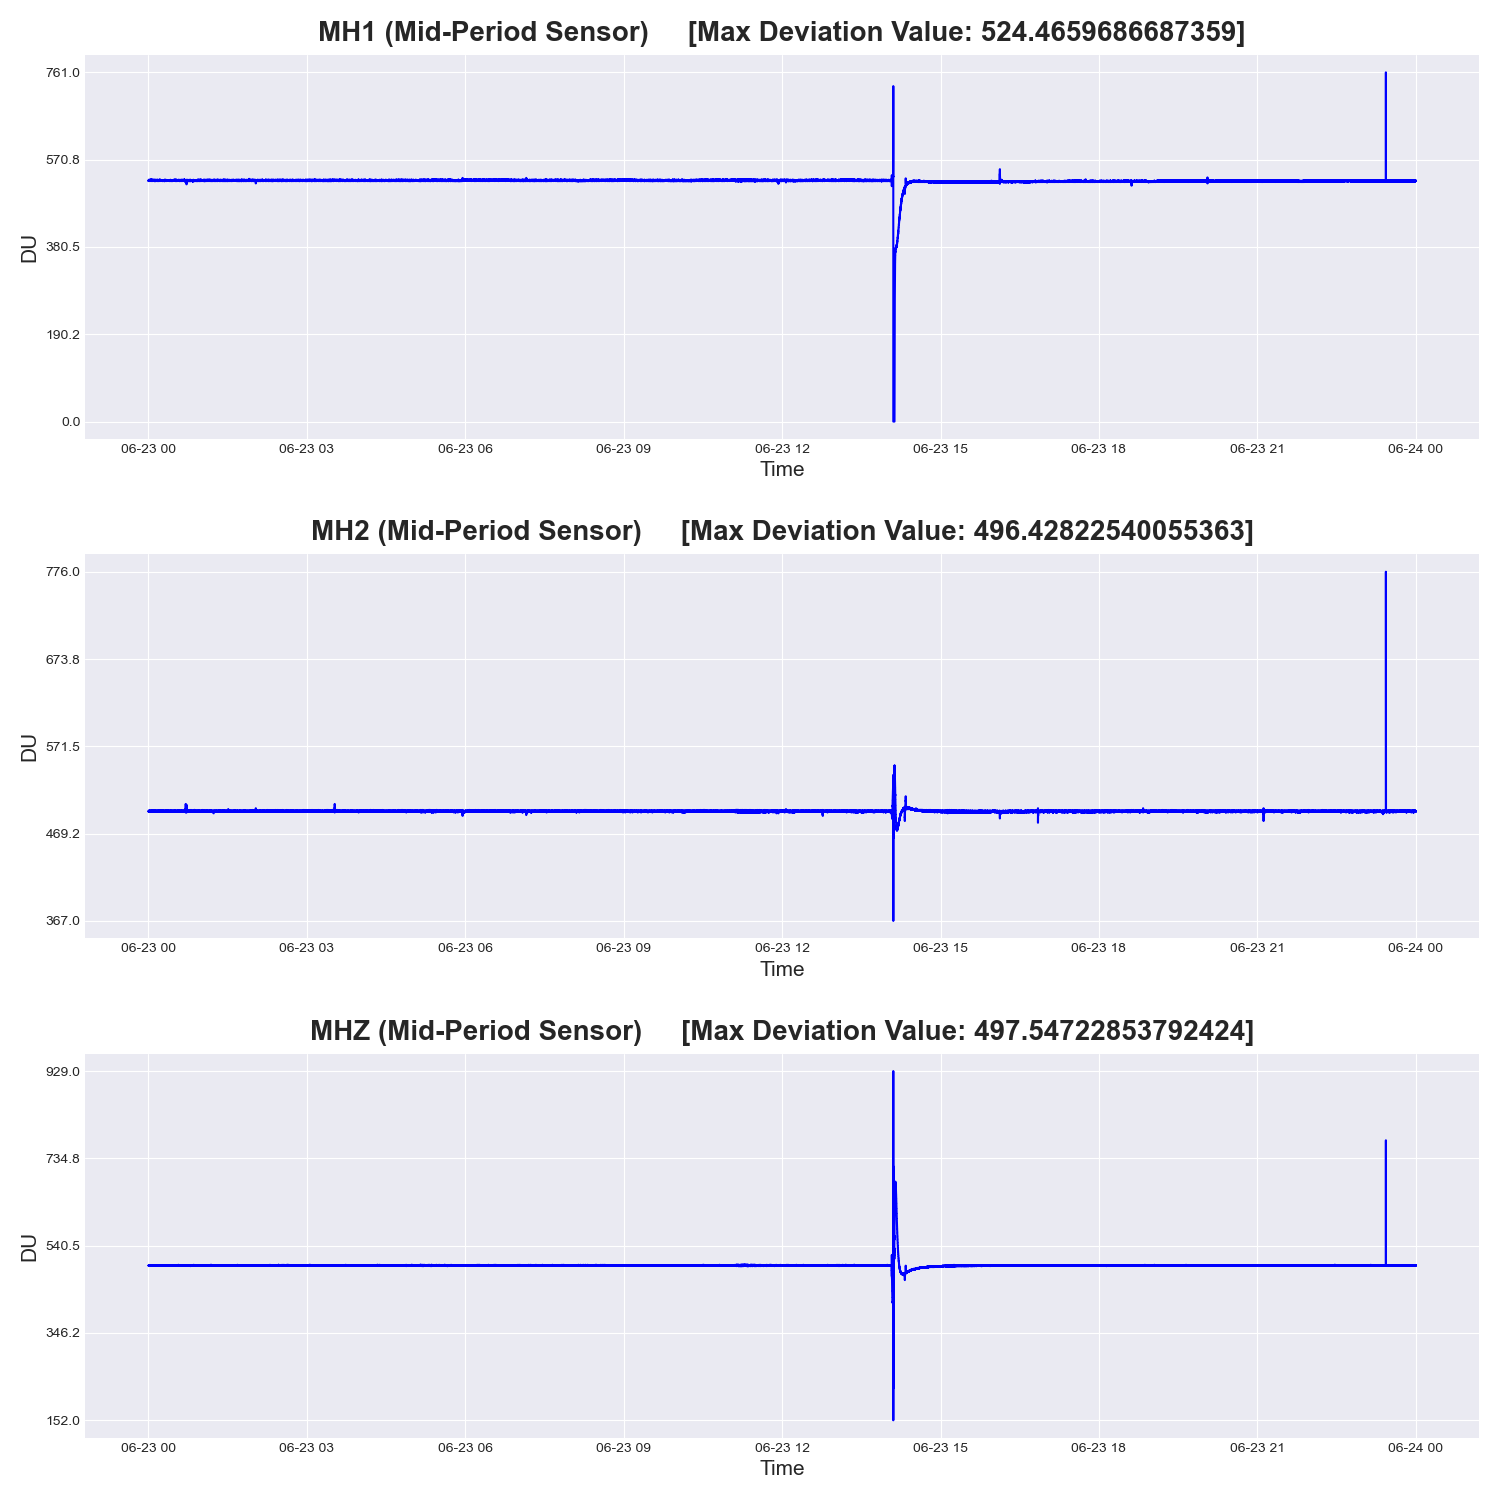 MH1 (Mid-Period Sensor) [Max Deviation Value: 524.4659686687359]
761.0
570.8
380.5
190.2
0.0
DU
06-23 00 06-23 03 06-23 06 06-23 09 06-23 12 06-23 15 06-23 18 06-23 21 06-24 00
Time
MH2 (Mid-Period Sensor) [Max Deviation Value: 496.42822540055363]
776.0
673.8
571.5
469.2
367.0
DU
06-23 00 06-23 03 06-23 06 06-23 09 06-23 12 06-23 15 06-23 18 06-23 21 06-24 00
Time
MHZ (Mid-Period Sensor) [Max Deviation Value: 497.54722853792424]
929.0
734.8
540.5
346.2
152.0
DU
06-23 00 06-23 03 06-23 06 06-23 09 06-23 12 06-23 15 06-23 18 06-23 21 06-24 00
Time